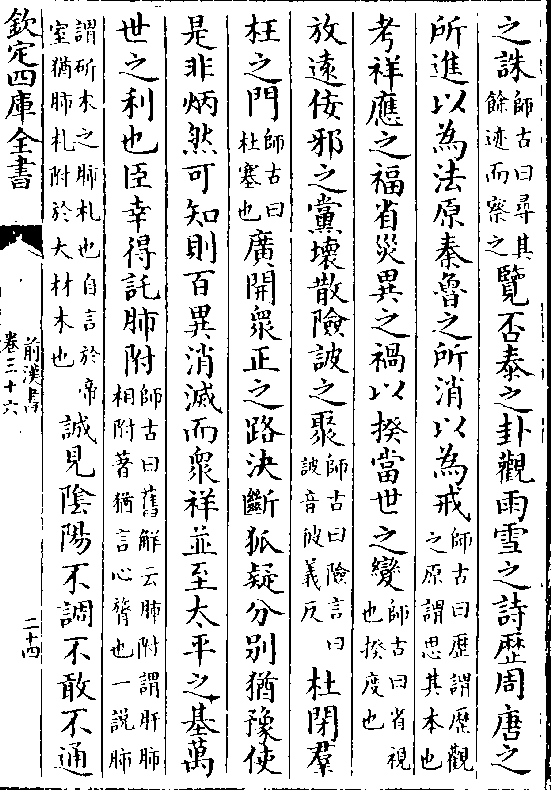 之誅師古曰尋其餘迹而察之覽否泰之卦觀雨雪之詩歴周唐之
所進以為法原秦魯之所消以為戒師古曰歴謂歴觀之原謂思其本也
考祥應之福省災異之禍以揆當世之變師古曰省視也揆度也
放遠佞邪之黨壞散險詖之聚師古曰險言曰詖音彼義反杜閉羣
枉之門師古曰杜塞也廣開衆正之路決斷狐疑分别猶豫使
是非炳然可知則百異消滅而衆祥並至太平之基萬
世之利也臣幸得託肺附師古曰舊解云肺附謂肝肺相附著猶言心膂也一說肺
謂斫木之肺札也自言於帝室猶肺札附於大材木也誠見陰陽不調不敢不通
欽定四庫全書
前漢書
卷三十六
二十四